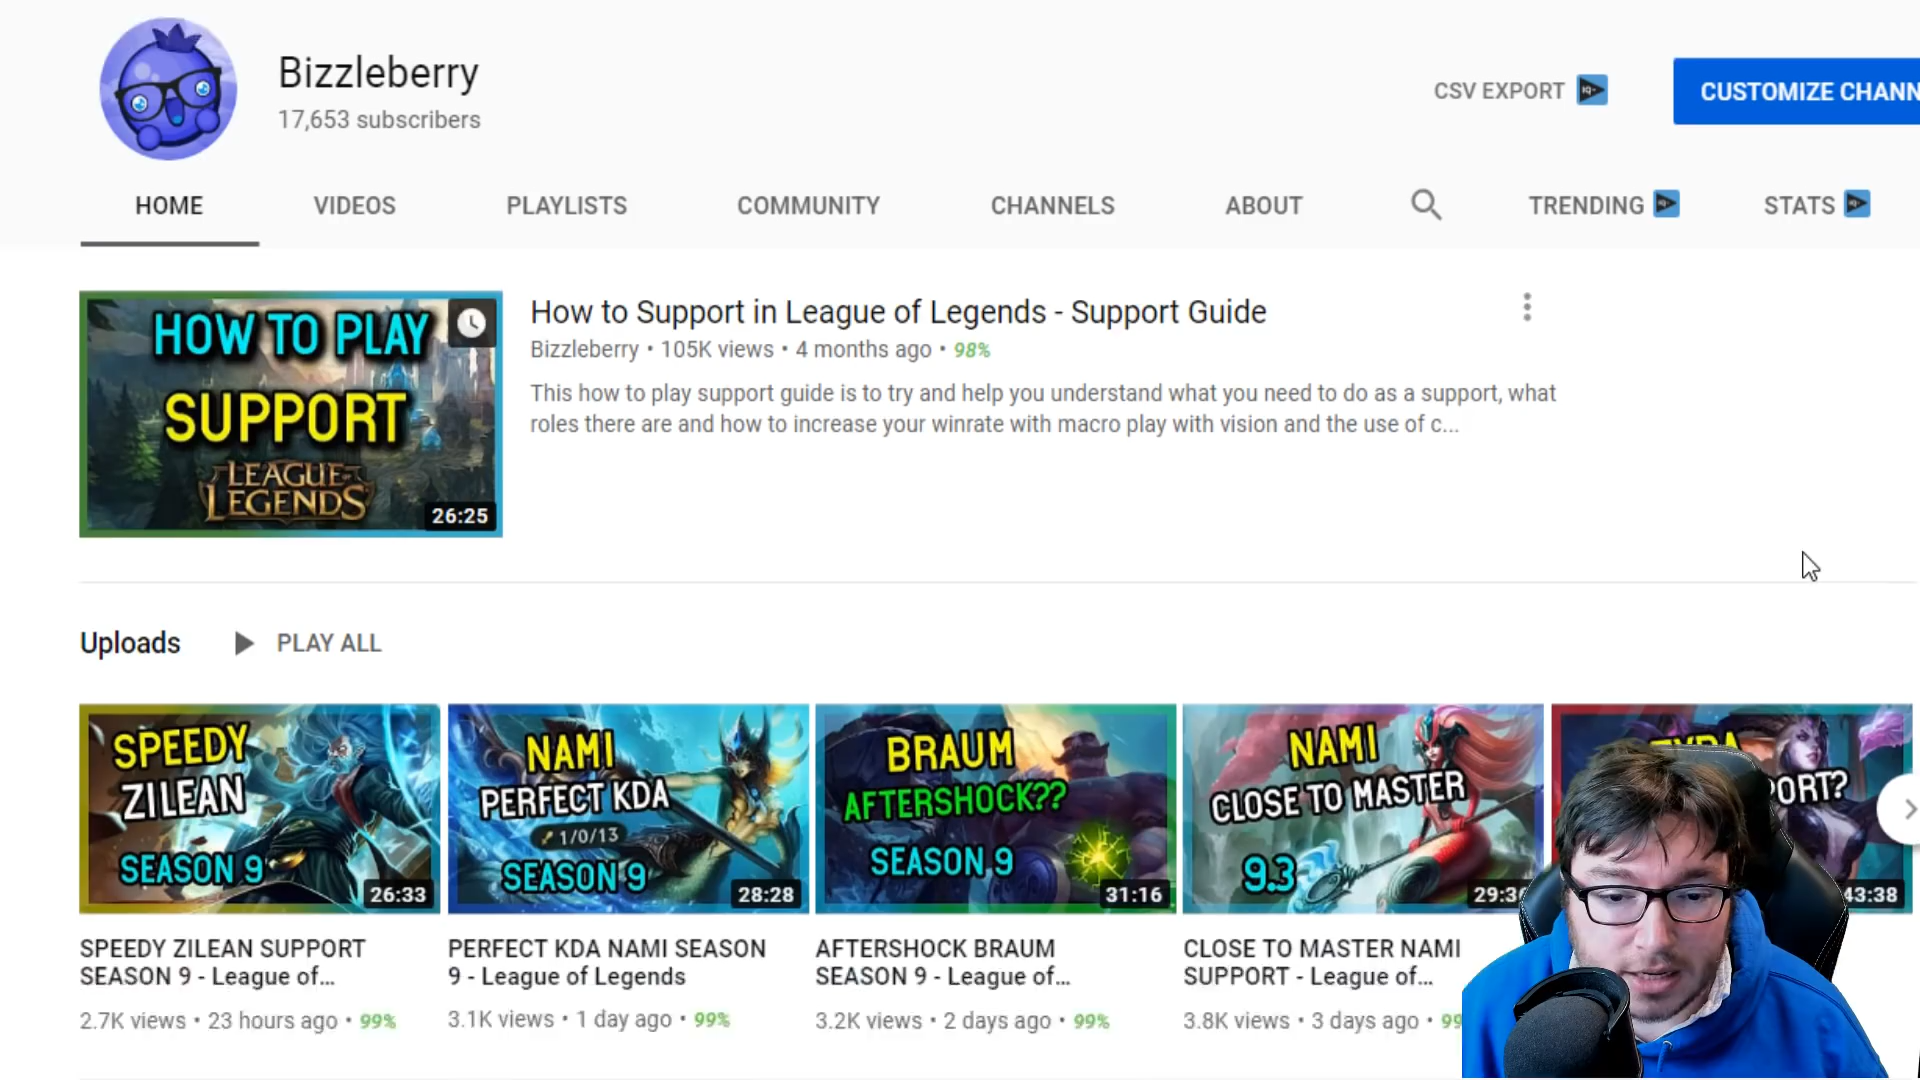 Bizzleberry
17,653 subscribers
CSV EXPORT
CUSTOMIZE CHANN
HOME VIDEOS PLAYLISTS COMMUNITY CHANNELS ABOUT TRENDING STATS
HOW TO PLAY
SUPPORT
LEAGUE OF
LEGENDS
26:25
How to Support in League of Legends - Support Guide
Bizzleberry • 105K views • 4 months ago • 98%
This how to play support guide is to try and help you understand what you need to do as a support, what
roles there are and how to increase your winrate with macro play with vision and the use of c...
Uploads PLAY ALL
SPEEDY
ZILEAN
SEASON 9
26:33
NAMI
PERFECT KDA
1/0/13
SEASON 9
28:28
BRAUM
AFTERSHOCK??
SEASON 9
31:16
NAMI
CLOSE TO MASTER
9.3
PORT?
43:38
SPEEDY ZILEAN SUPPORT
SEASON 9 - League of...
2.7K views • 23 hours ago • 99%
PERFECT KDA NAMI SEASON
9 - League of Legends
3.1K views • 1 day ago • 99%
AFTERSHOCK BRAUM
SEASON 9 - League of...
3.2K views • 2 days ago • 99%
CLOSE TO MASTER NAMI
SUPPORT - League of...
3.8K views • 3 days ago •